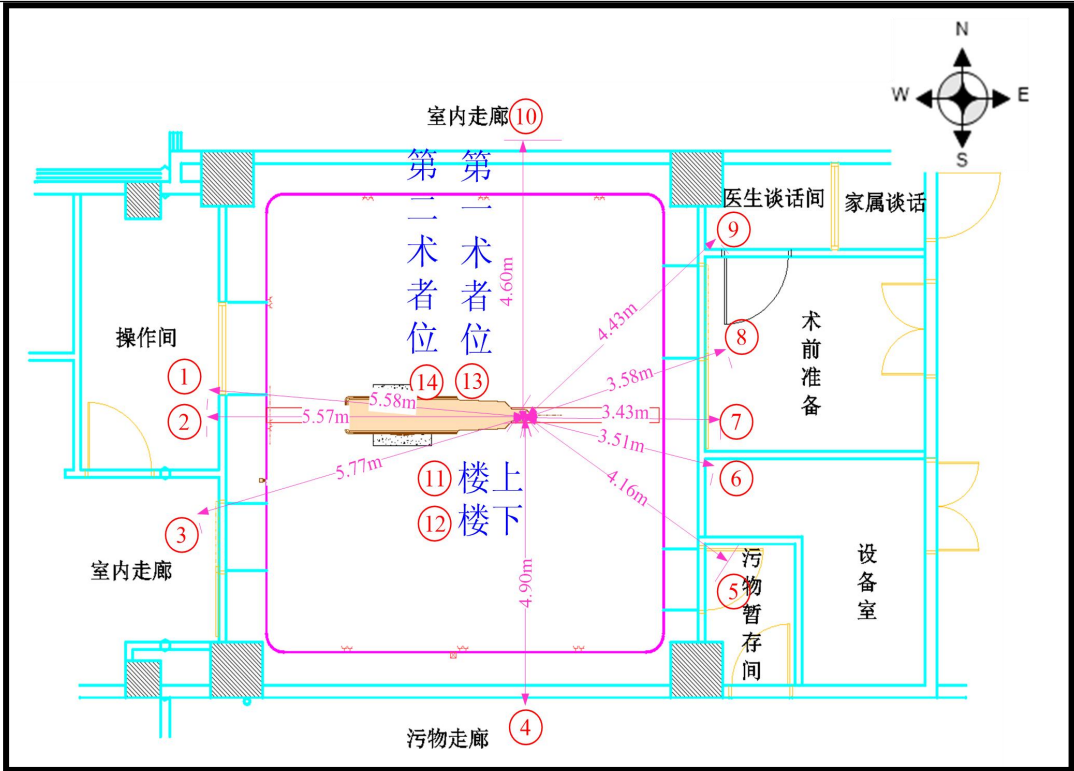 N
W E
S
室内走廊 ⑩
第二术者位
第一术者位
医生谈话间
家属谈话
⑨
4.60m
4.43m
操作间
术前准备
⑧
3.58m
①
⑭
⑬
5.58m
②
5.57m
3.43m
⑦
3.51m
5.77m
⑪ 楼上
⑥
4.16m
③
⑫ 楼下
室内走廊
4.90m
污物暂存间
⑤
设备室
污物走廊 ④